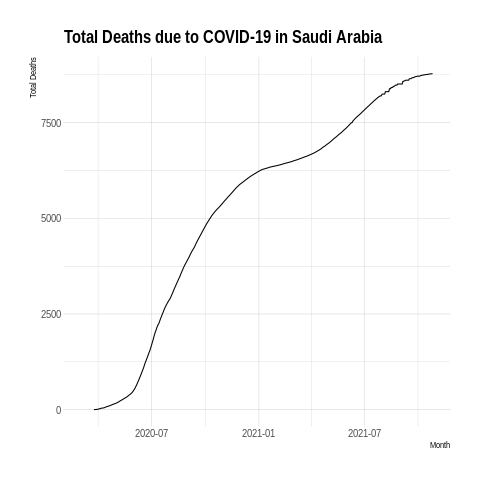 Total Deaths due to COVID-19 in Saudi Arabia
Total Deaths
7500
5000
2500
0
2020-07 2021-01 2021-07
Month